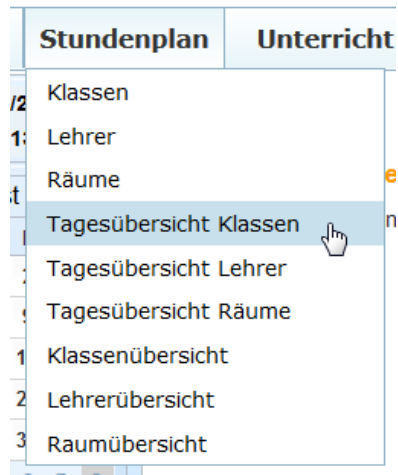 Stundenplan Unterricht
Klassen
Lehrer
Räume
Tagesübersicht Klassen
Tagesübersicht Lehrer
Tagesübersicht Räume
Klassenübersicht
Lehrerübersicht
Raumübersicht